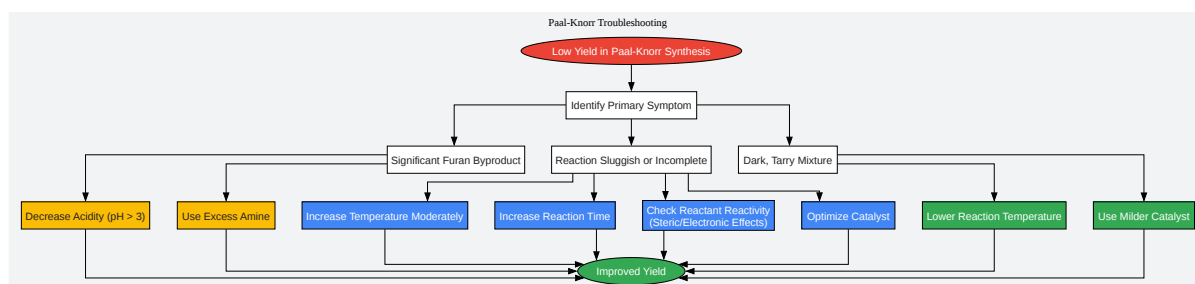 Paal-Knorr Troubleshooting
Low Yield in Paal-Knorr Synthesis
Identify Primary Symptom
Significant Furan Byproduct
Reaction Sluggish or Incomplete
Dark, Tarry Mixture
Decrease Acidity (pH > 3)
Use Excess Amine
Increase Temperature Moderately
Increase Reaction Time
Check Reactant Reactivity
(Steric/Electronic Effects)
Optimize Catalyst
Lower Reaction Temperature
Use Milder Catalyst
Improved Yield